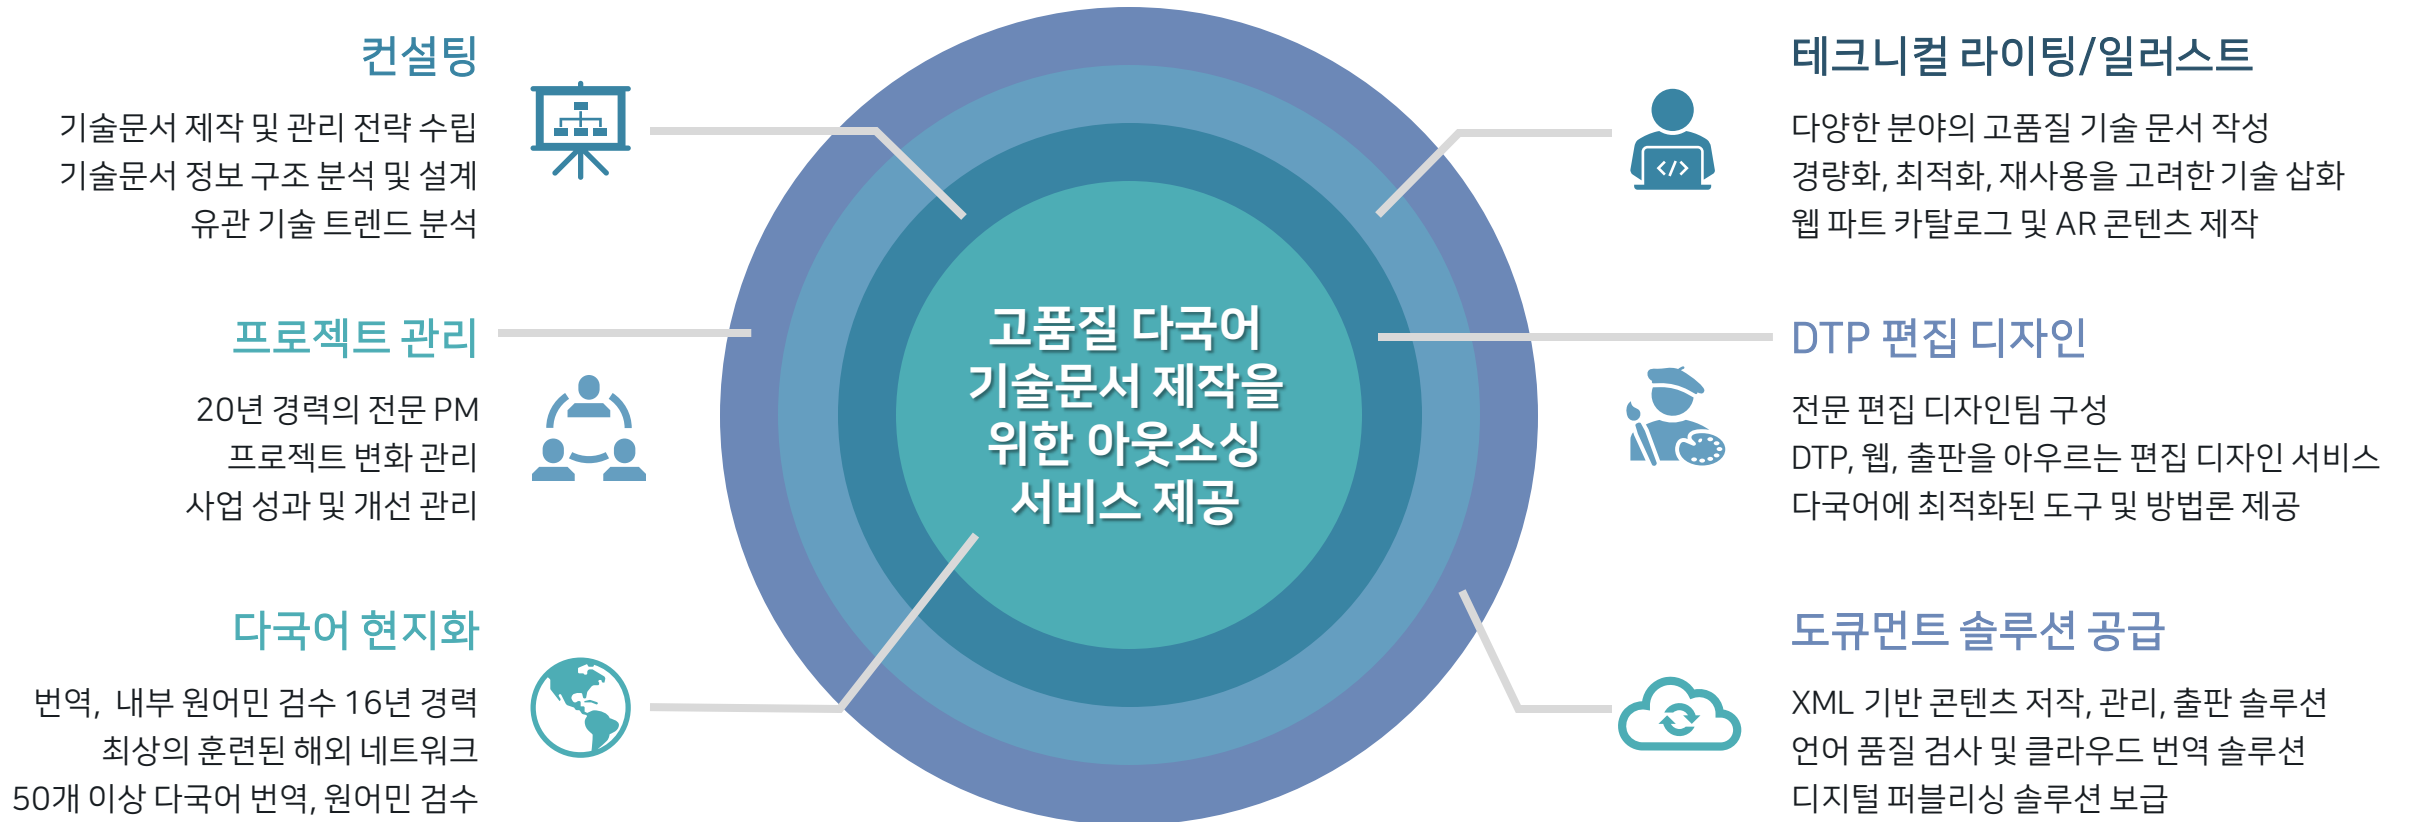 컨설팅
기술문서 제작 및 관리 전략 수립
기술문서 정보 구조 분석 및 설계
유관 기술 트렌드 분석
프로젝트 관리
20년 경력의 전문 PM
프로젝트 변화 관리
사업 성과 및 개선 관리
다국어 현지화
번역, 내부 원어민 검수 16년 경력
최상의 훈련된 해외 네트워크
50개 이상 다국어 번역, 원어민 검수
고품질 다국어
기술문서 제작을
위한 아웃소싱
서비스 제공
테크니컬 라이팅/일러스트
다양한 분야의 고품질 기술 문서 작성
경량화, 최적화, 재사용을 고려한 기술 삽화
웹 파트 카탈로그 및 AR 콘텐츠 제작
DTP 편집 디자인
전문 편집 디자인팀 구성
DTP, 웹, 출판을 아우르는 편집 디자인 서비스
다국어에 최적화된 도구 및 방법론 제공
도큐먼트 솔루션 공급
XML 기반 콘텐츠 저작, 관리, 출판 솔루션
언어 품질 검사 및 클라우드 번역 솔루션
디지털 퍼블리싱 솔루션 보급